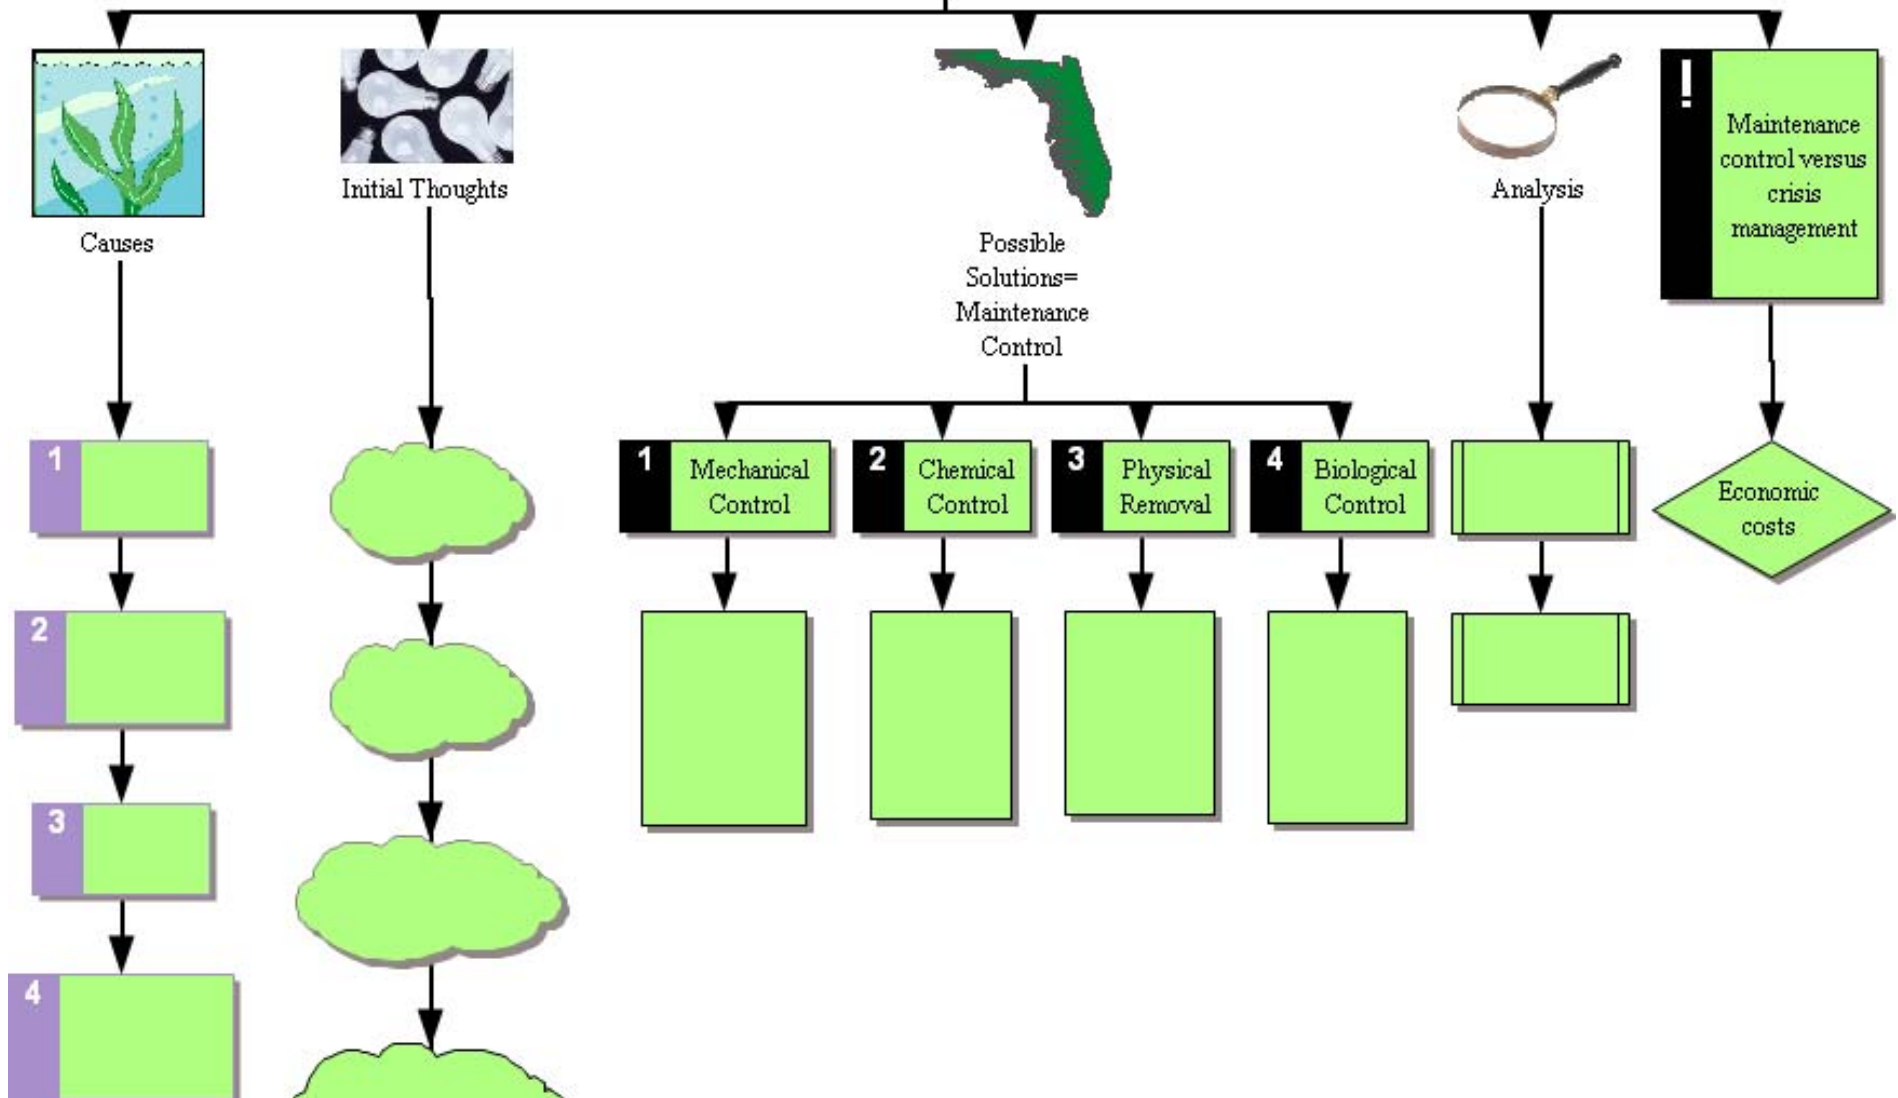 Causes
Initial Thoughts
Possible
Solutions=
Maintenance
Control
Analysis
!
Maintenance
control versus
crisis
management
1
2
3
4
1
Mechanical
Control
2
Chemical
Control
3
Physical
Removal
4
Biological
Control
Economic
costs